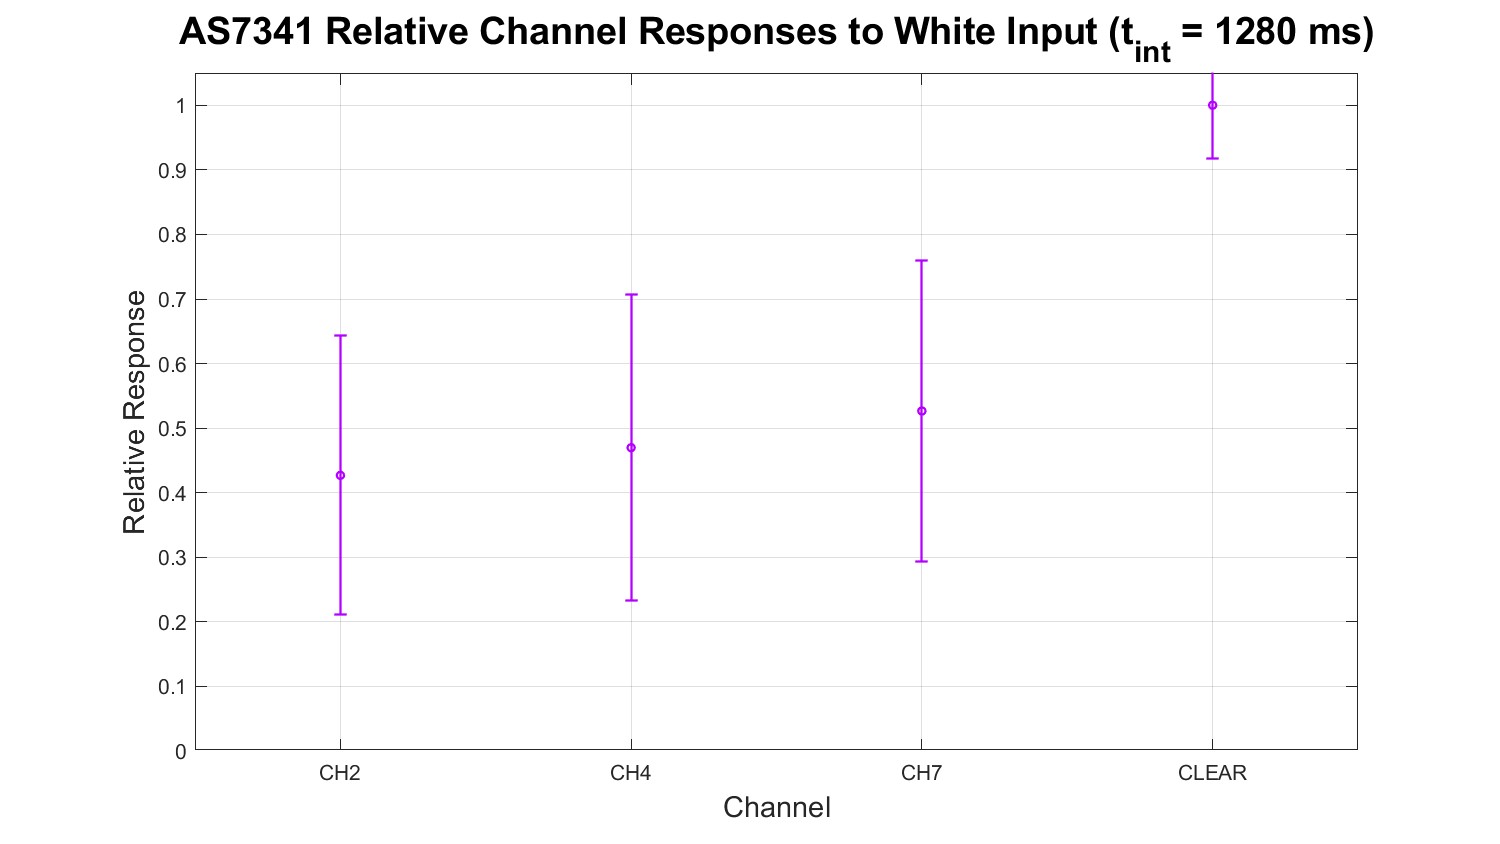 AS7341 Relative Channel Responses to White Input (t_int = 1280 ms)
1
0.9
0.8
0.7
0.6
0.5
0.4
0.3
0.2
0.1
0
Relative Response
CH2 CH4 CH7 CLEAR
Channel